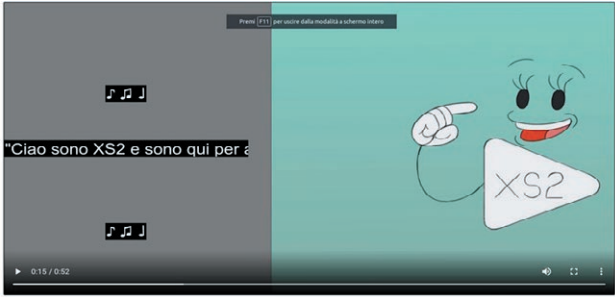 Premi F11 per uscire dalla modalità a schermo intero
"Ciao sono XS2 e sono qui per a
XS2
0:15 / 0:52